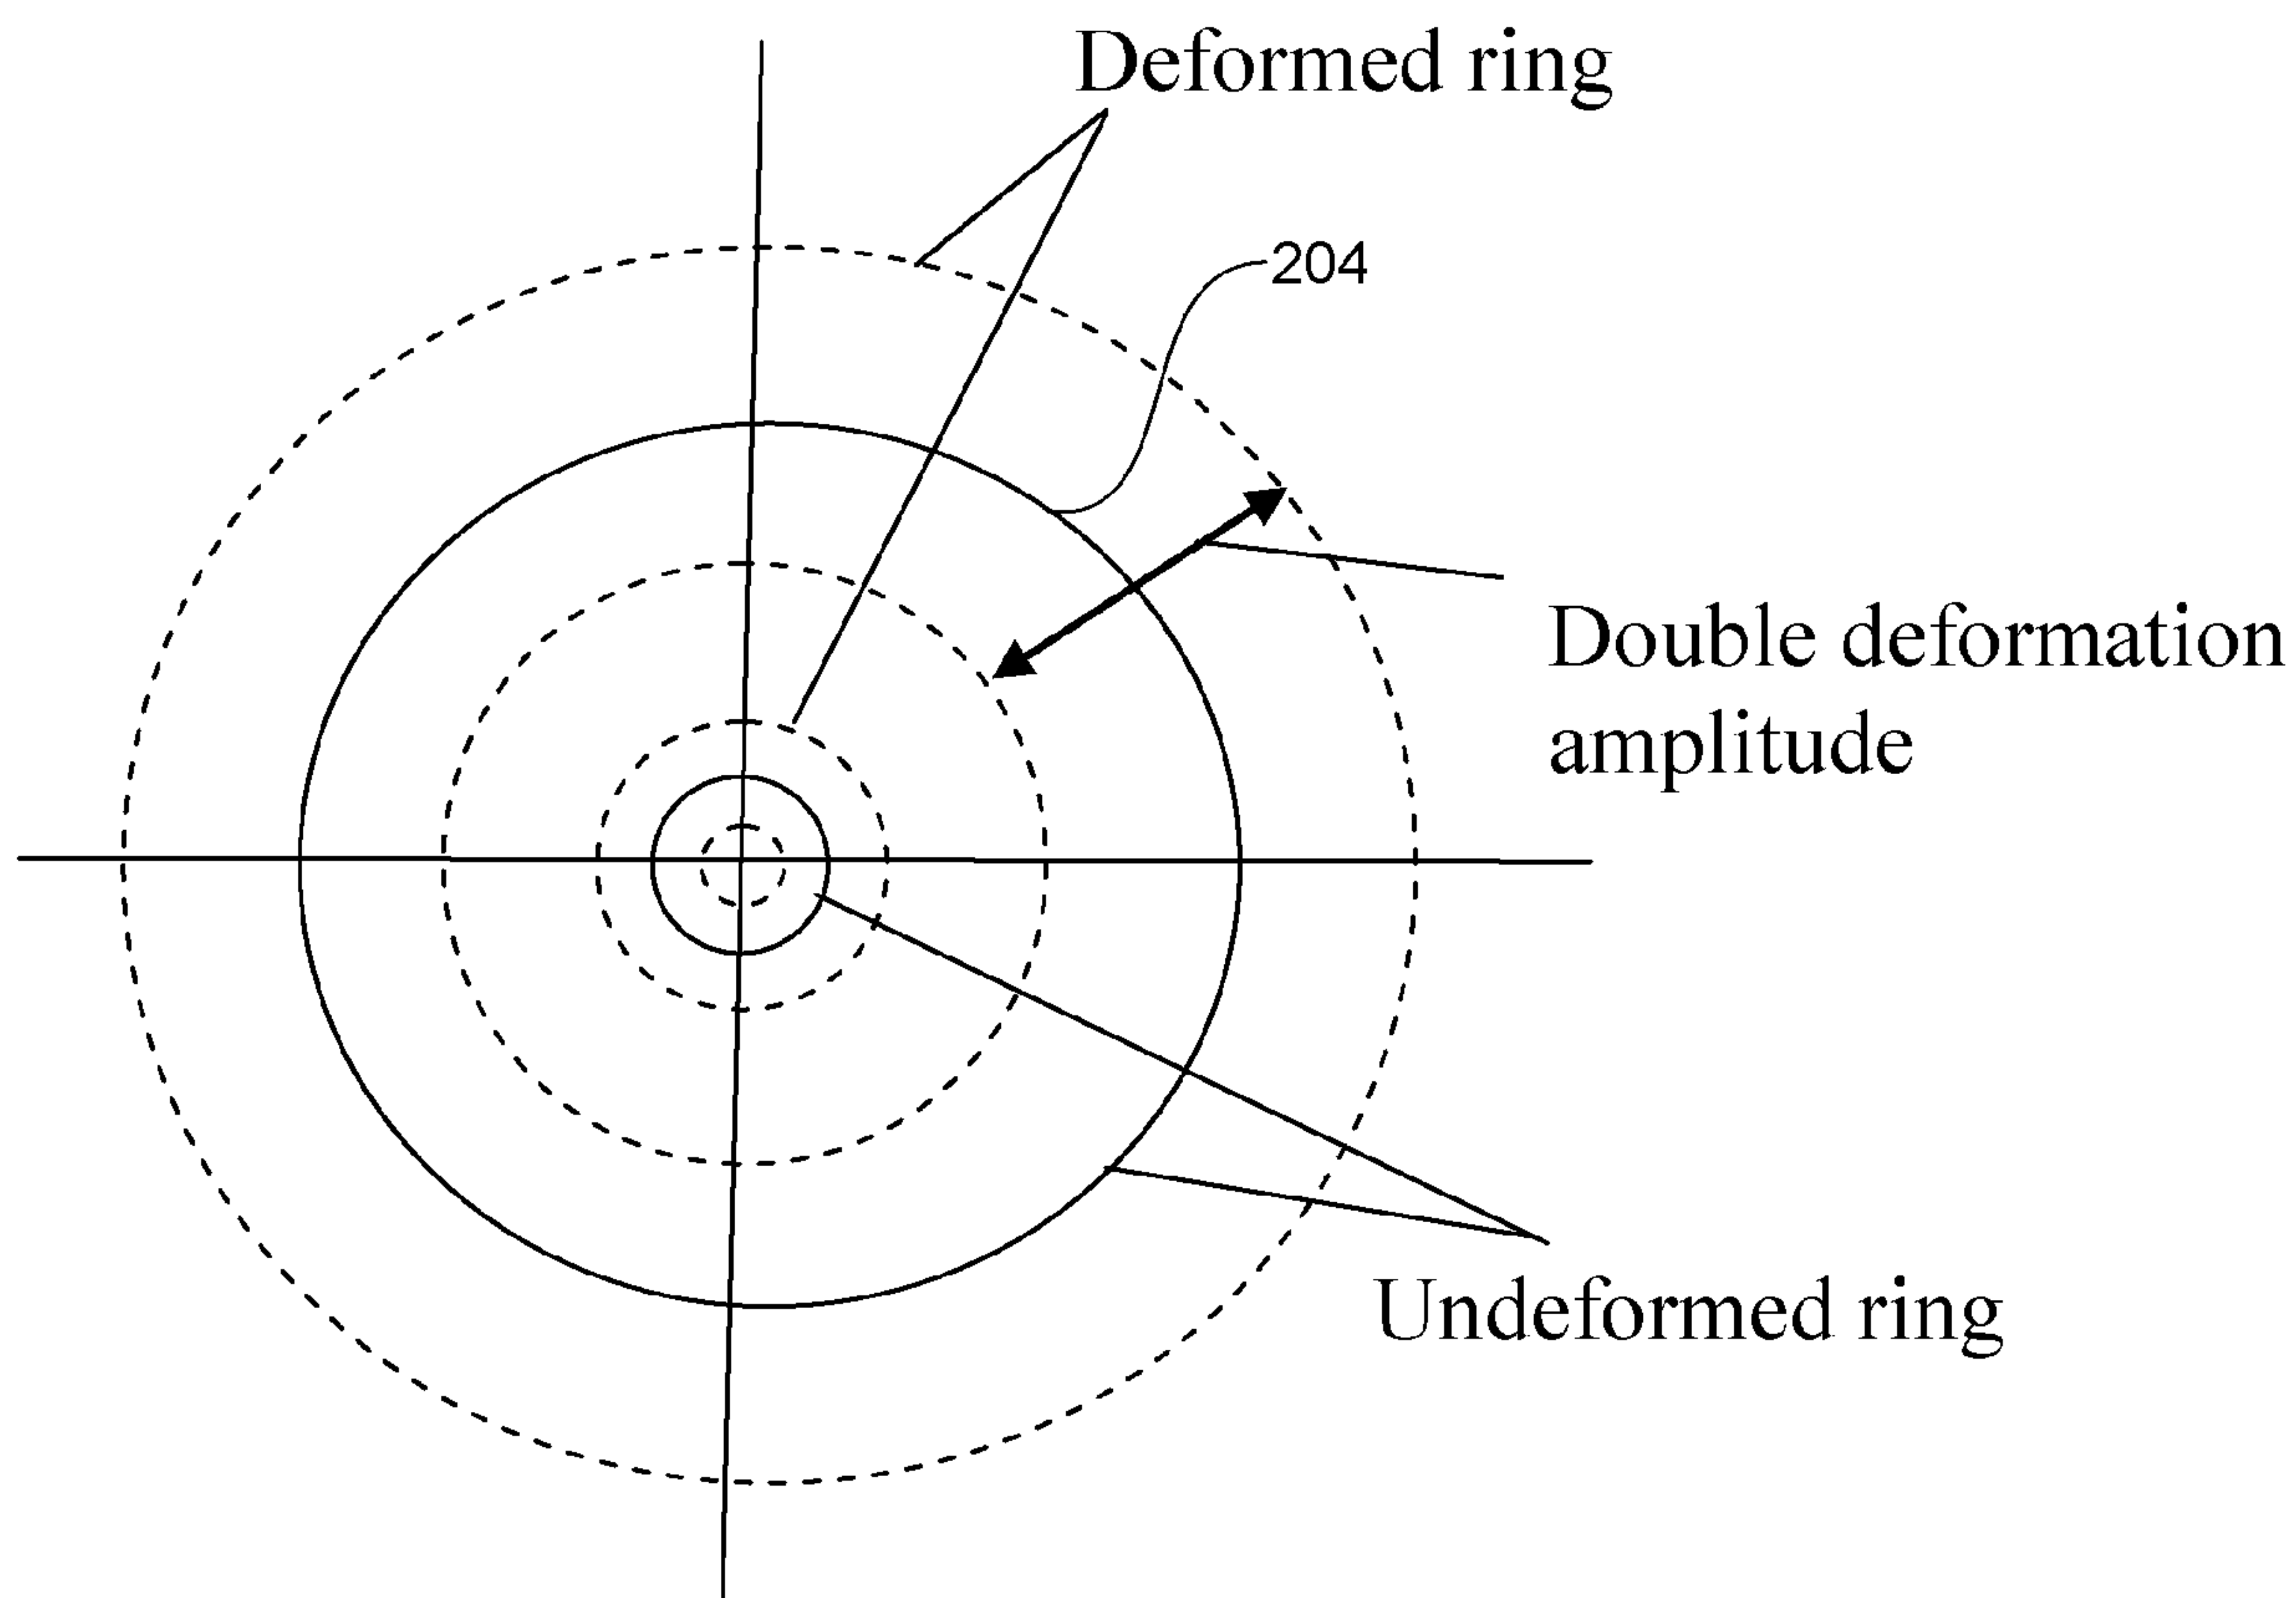 Deformed ring
204
Double deformation
amplitude
Undeformed ring